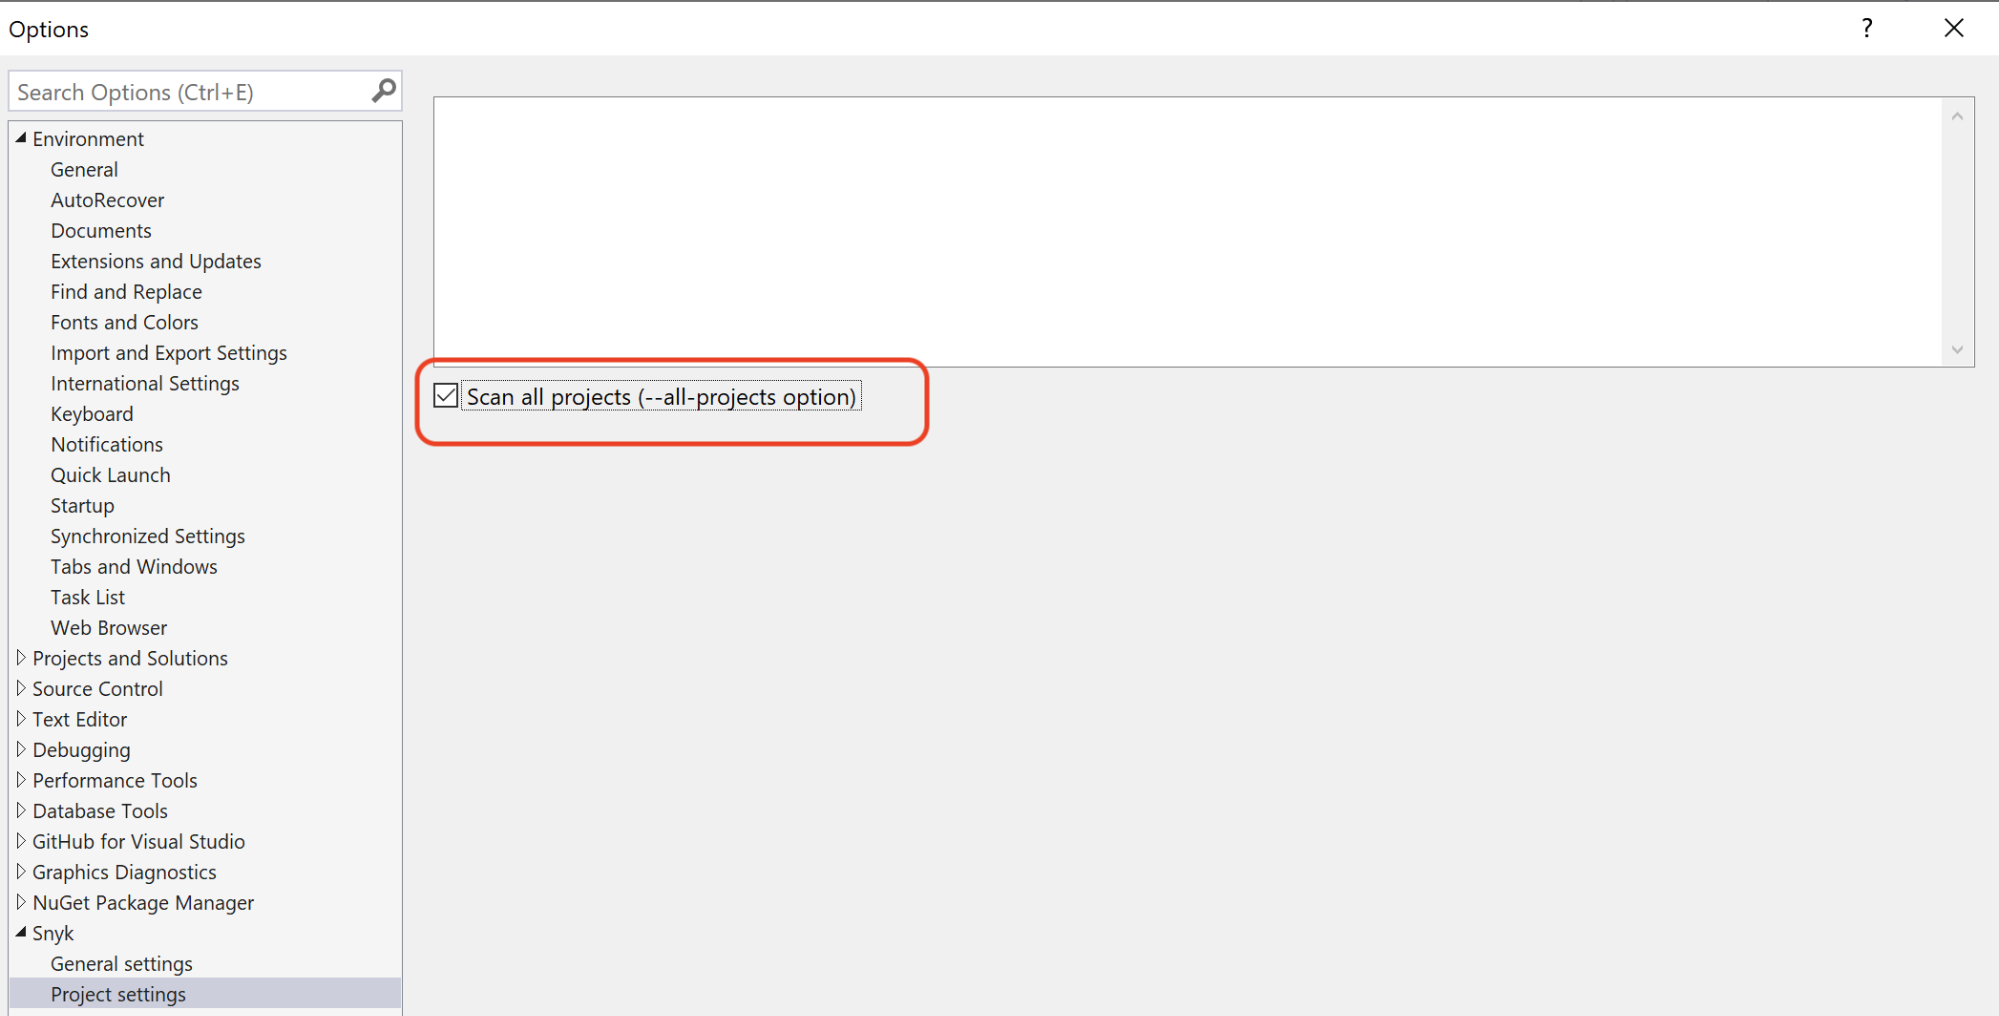 Options
?
Search Options (Ctrl+E)
Environment
General
AutoRecover
Documents
Extensions and Updates
Find and Replace
Fonts and Colors
Import and Export Settings
International Settings
Keyboard
Notifications
Quick Launch
Startup
Synchronized Settings
Tabs and Windows
Task List
Web Browser
Projects and Solutions
Source Control
Text Editor
Debugging
Performance Tools
Database Tools
GitHub for Visual Studio
Graphics Diagnostics
NuGet Package Manager
Snyk
General settings
Project settings
Scan all projects (--all-projects option)